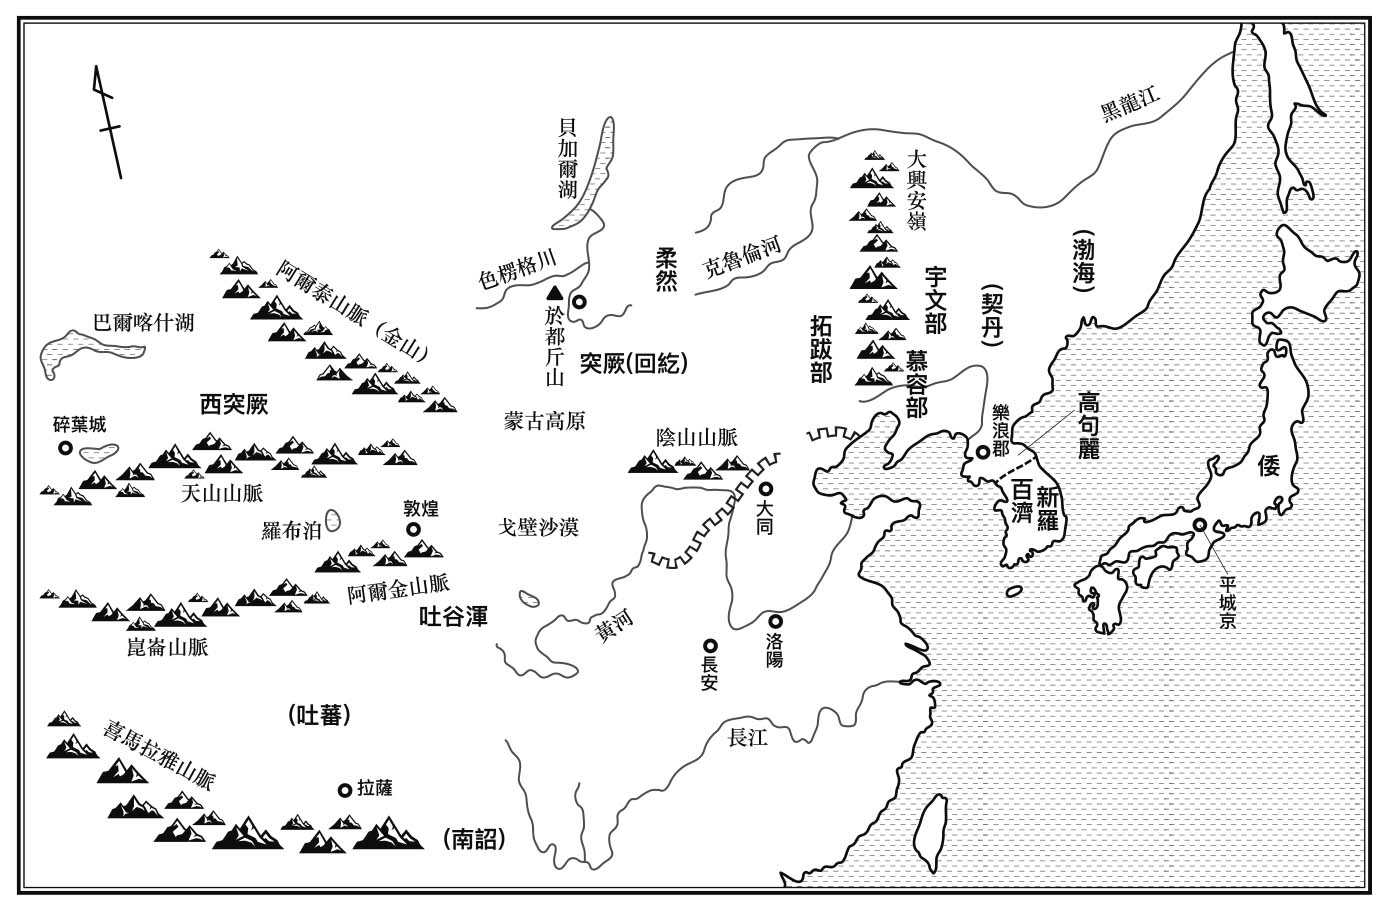 黑龍江
貝加爾湖
大興安嶺
色楞格川
柔然
克魯倫河
(渤海)
阿爾泰山脈(金山)
宇文部
(契丹)
巴爾喀什湖
於都斤山
拓跋部
突厥(回紇)
慕容部
西突厥
蒙古高原
樂浪郡
高句麗
碎葉城
陰山山脈
倭
天山山脈
百濟
新羅
敦煌
大同
羅布泊
戈壁沙漠
阿爾金山脈
平城京
吐谷渾
黃河
洛陽
崑崙山脈
長安
(吐蕃)
長江
喜馬拉雅山脈
拉薩
(南詔)